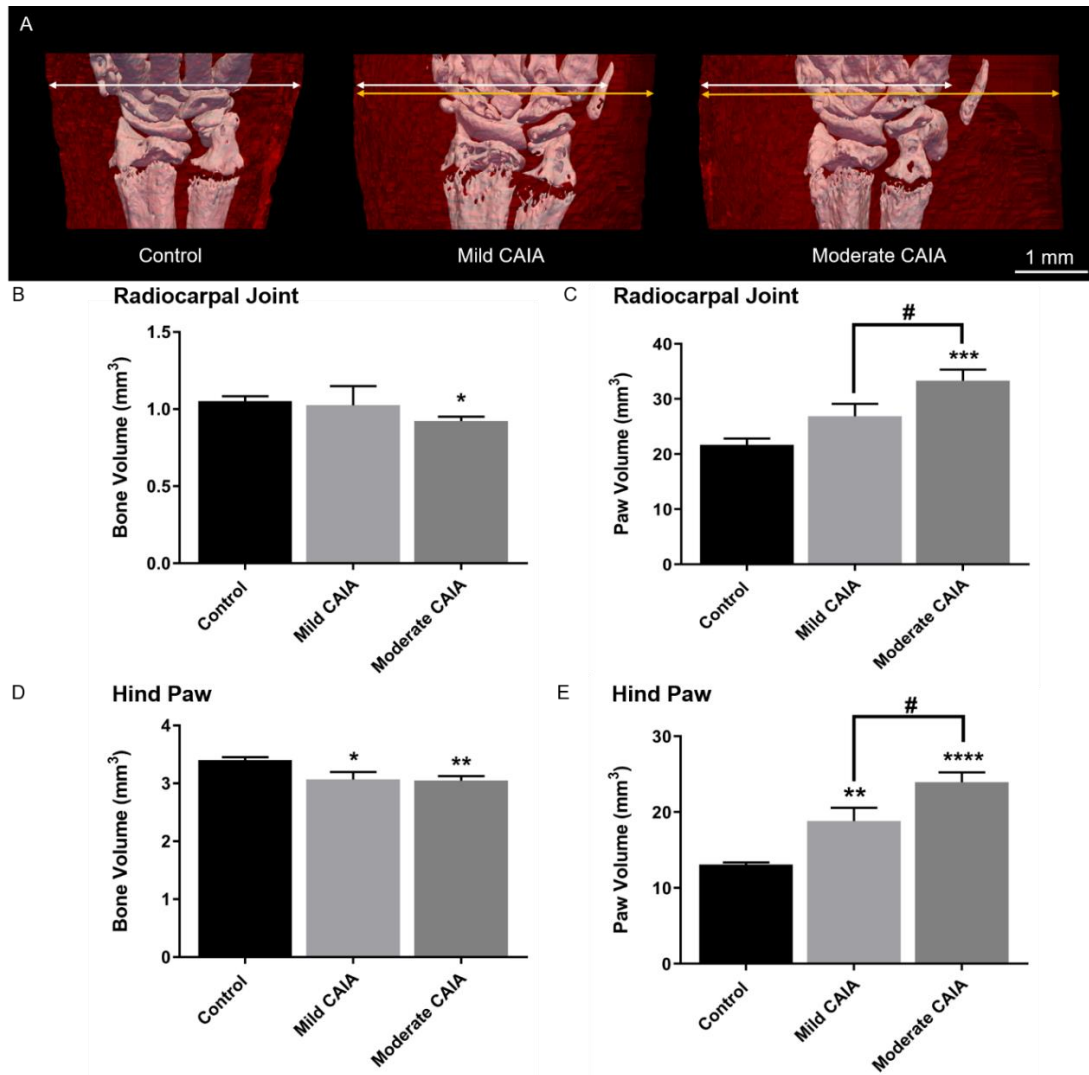 A
Control
Mild CAIA
Moderate CAIA
1 mm
B
Radiocarpal Joint
Bone Volume (mm³)
1.5
1.0
0.5
0.0
*
Control
Mild CAIA
Moderate CAIA
C
Radiocarpal Joint
Paw Volume (mm³)
40
30
20
10
0
#
***
Control
Mild CAIA
Moderate CAIA
D
Hind Paw
Bone Volume (mm³)
4
3
2
1
0
*
**
Control
Mild CAIA
Moderate CAIA
E
Hind Paw
Paw Volume (mm³)
30
20
10
0
#
**
****
Control
Mild CAIA
Moderate CAIA